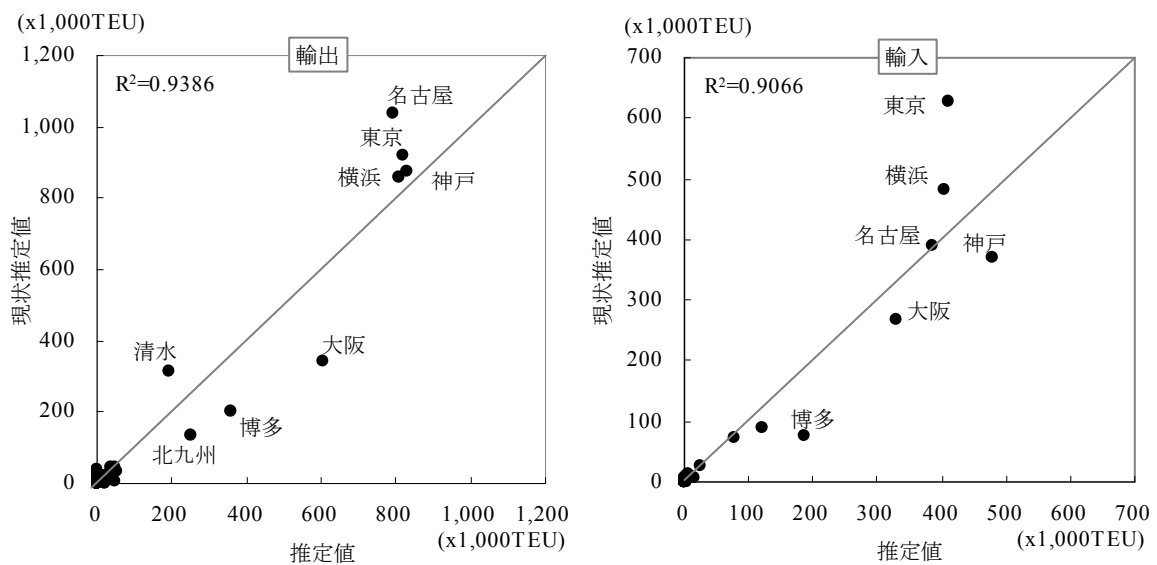 (x1,000TEU)
輸出
R²=0.9386
1,200
1,000
800
600
400
200
0
現状推定値
名古屋
東京
横浜
神戸
清水
大阪
博多
北九州
0 200 400 600 800 1,000 1,200
(x1,000TEU)
推定値
(x1,000TEU)
輸入
R²=0.9066
700
600
500
400
300
200
100
0
現状推定値
東京
横浜
名古屋
神戸
大阪
博多
0 100 200 300 400 500 600 700
(x1,000TEU)
推定値